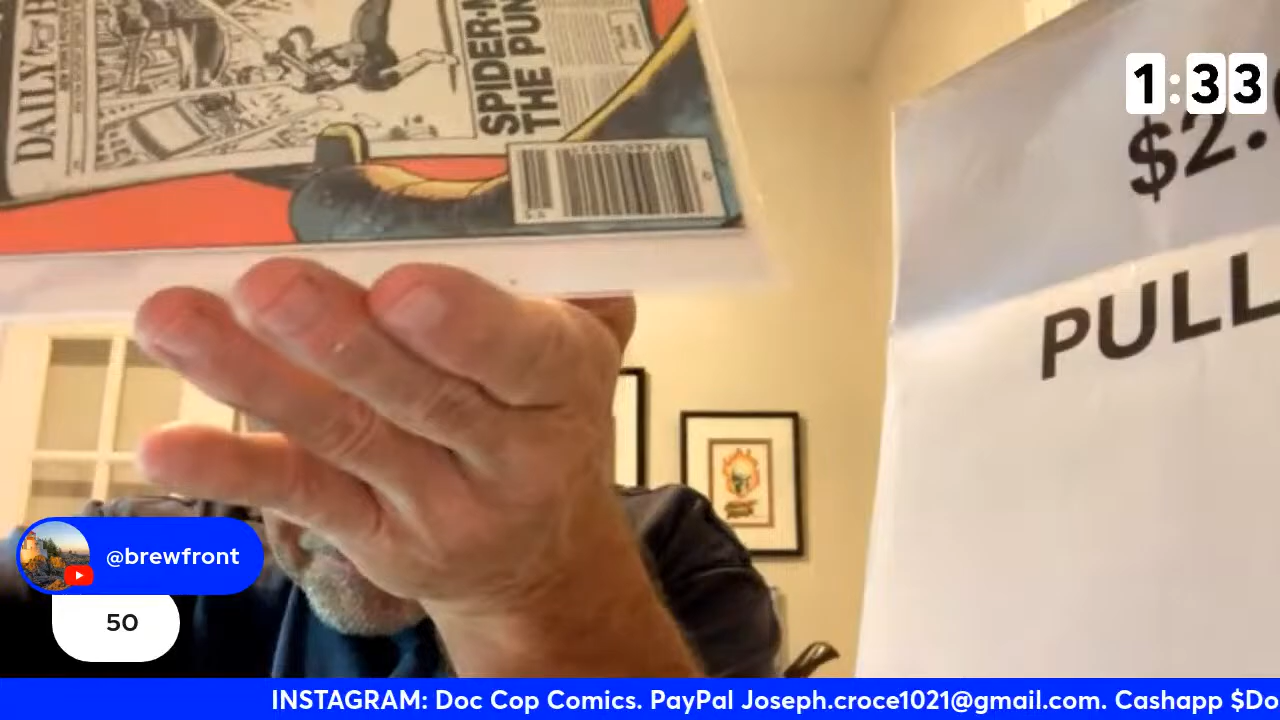 DAILY
SPIDER-M
THE PUN
1:33
$2.
PULL
@brewfront
50
INSTAGRAM: Doc Cop Comics. PayPal Joseph.croce1021@gmail.com. Cashapp $Do